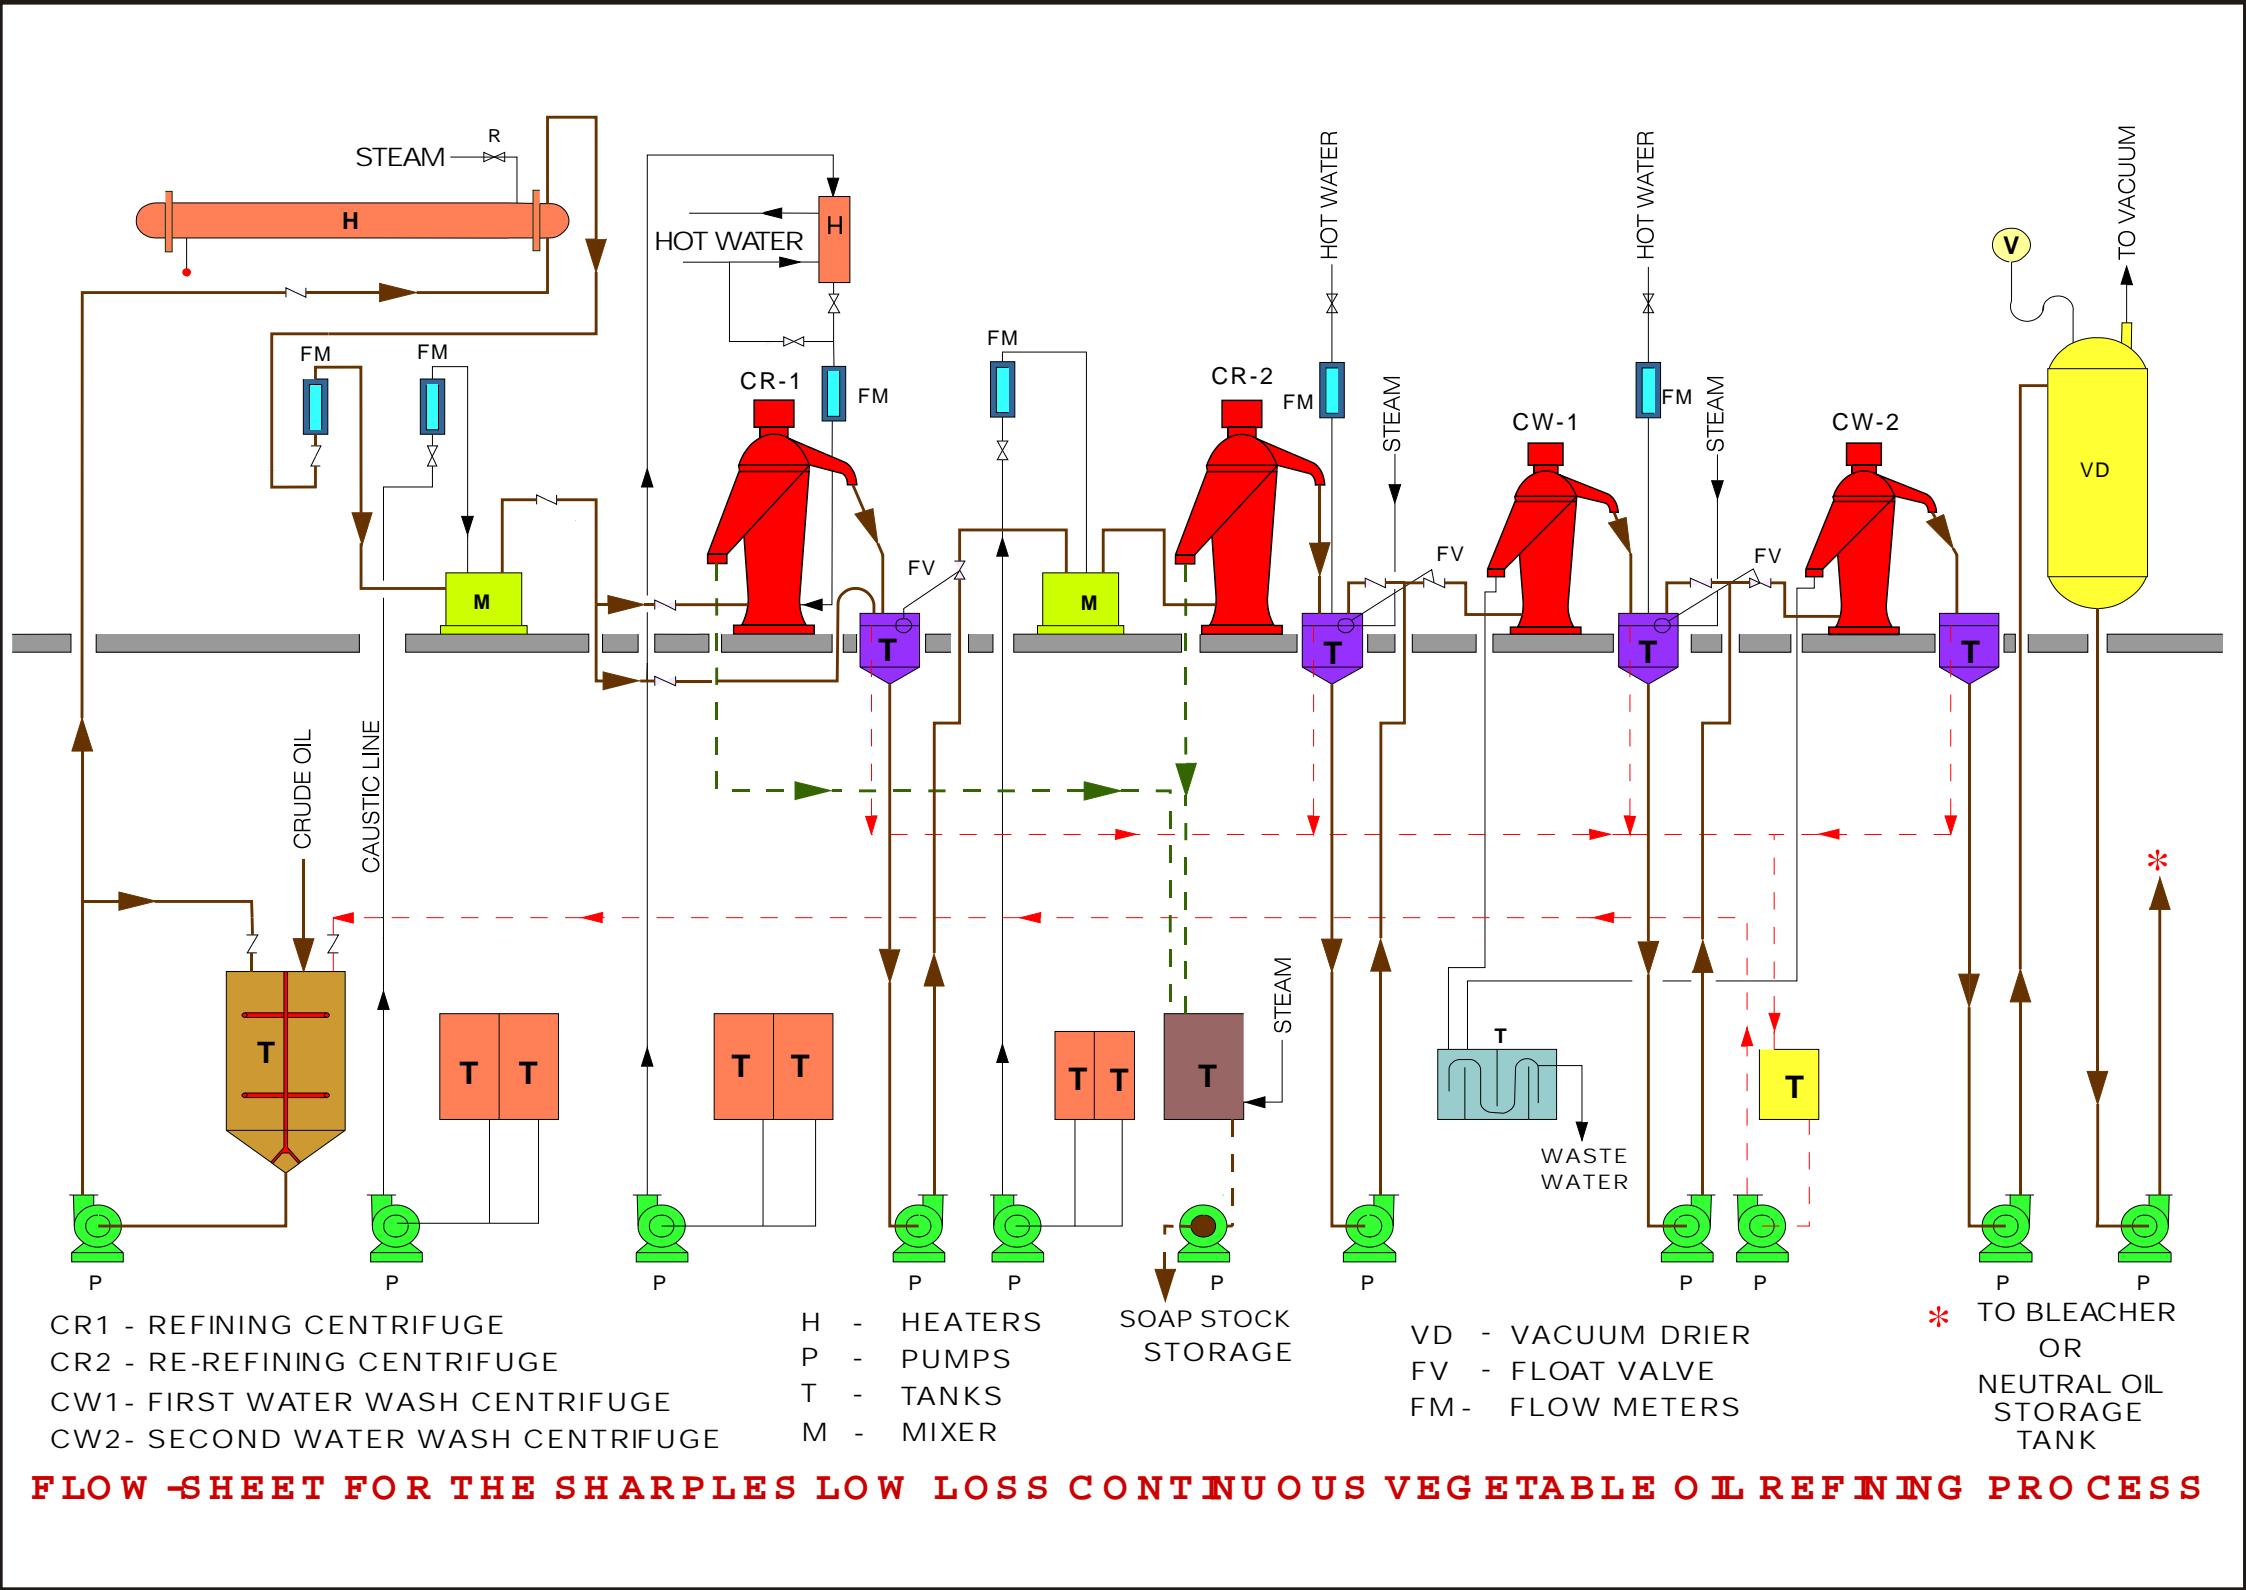 R
STEAM
H
H
HOT WATER
HOT WATER
HOT WATER
TO VACUUM
V
FM
FM
FM
FM
CR-1
CR-2
FM
FM
STEAM
STEAM
CW-1
CW-2
VD
FV
FV
FV
M
M
T
T
T
T
CRUDE OIL
CAUSTIC LINE
*
STEAM
T
T T
T T
T T
T
T
T
WASTE
WATER
P
P
P
P
P
P
P
P
P
P
P
CR1 - REFINING CENTRIFUGE
CR2 - RE-REFINING CENTRIFUGE
CW1- FIRST WATER WASH CENTRIFUGE
CW2- SECOND WATER WASH CENTRIFUGE
H - HEATERS
P - PUMPS
T - TANKS
M - MIXER
SOAP STOCK
STORAGE
VD - VACUUM DRIER
FV - FLOAT VALVE
FM - FLOW METERS
* TO BLEACHER
OR
NEUTRAL OIL
STORAGE
TANK
FLOW-SHEET FOR THE SHARPLES LOW LOSS CONTINUOUS VEGETABLE OIL REFINING PROCESS